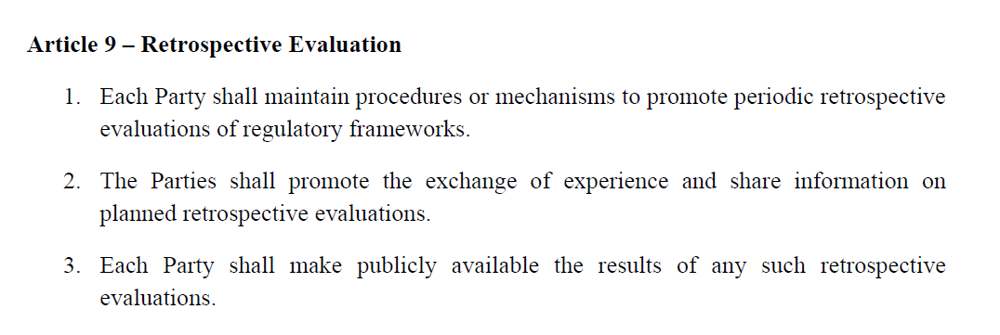 Article 9 – Retrospective Evaluation
1. Each Party shall maintain procedures or mechanisms to promote periodic retrospective
evaluations of regulatory frameworks.
2. The Parties shall promote the exchange of experience and share information on
planned retrospective evaluations.
3. Each Party shall make publicly available the results of any such retrospective
evaluations.